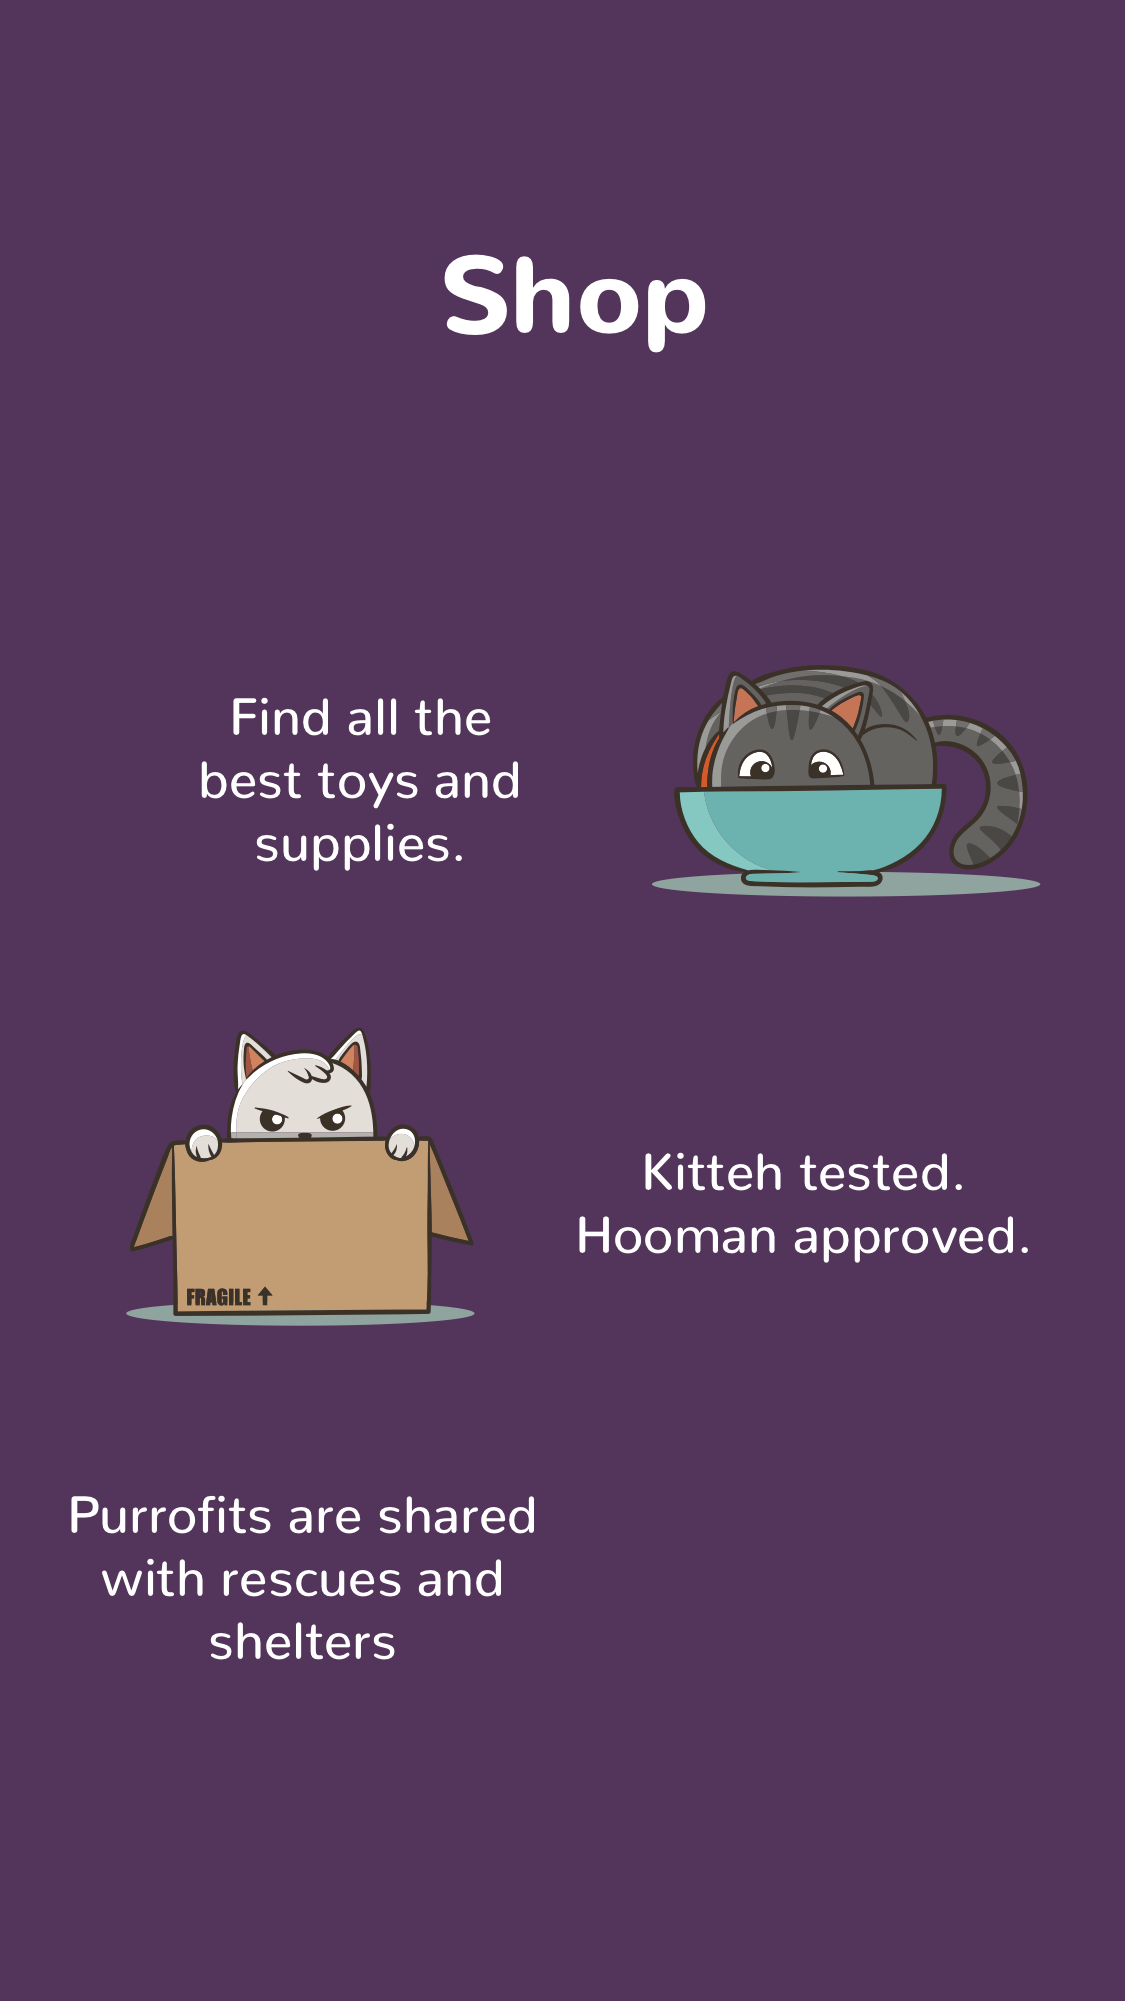 Shop
Find all the
best toys and
supplies.
FRAGILE ↑
Kitteh tested.
Hooman approved.
Purrofits are shared
with rescues and
shelters